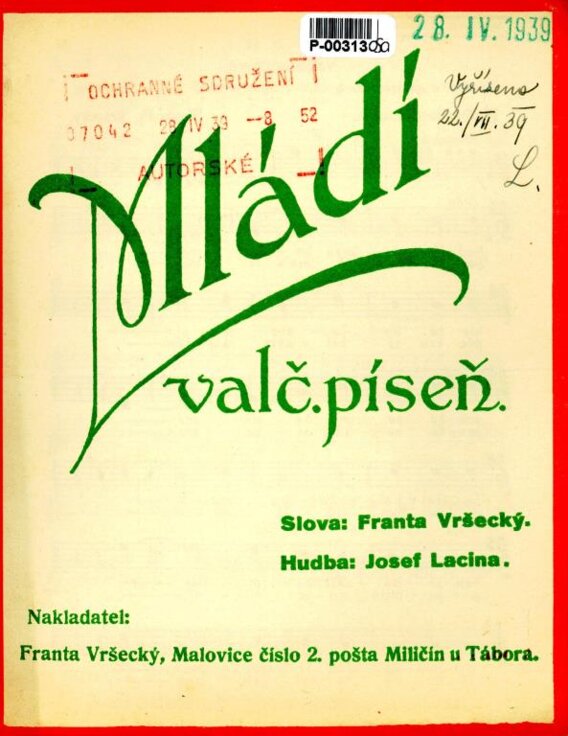 28. IV. 1939
P-00313050
OCHRANNÉ SDRUŽENÍ
07042 28 IV 39 --8 52
AUTORSKÉ
Vyřízeno
22./VII. 39
L.
Mládí
valč.píseň.
Slova: Franta Vršecký.
Hudba: Josef Lacina.
Nakladatel:
Franta Vršecký, Malovice číslo 2. pošta Miličín u Tábora.